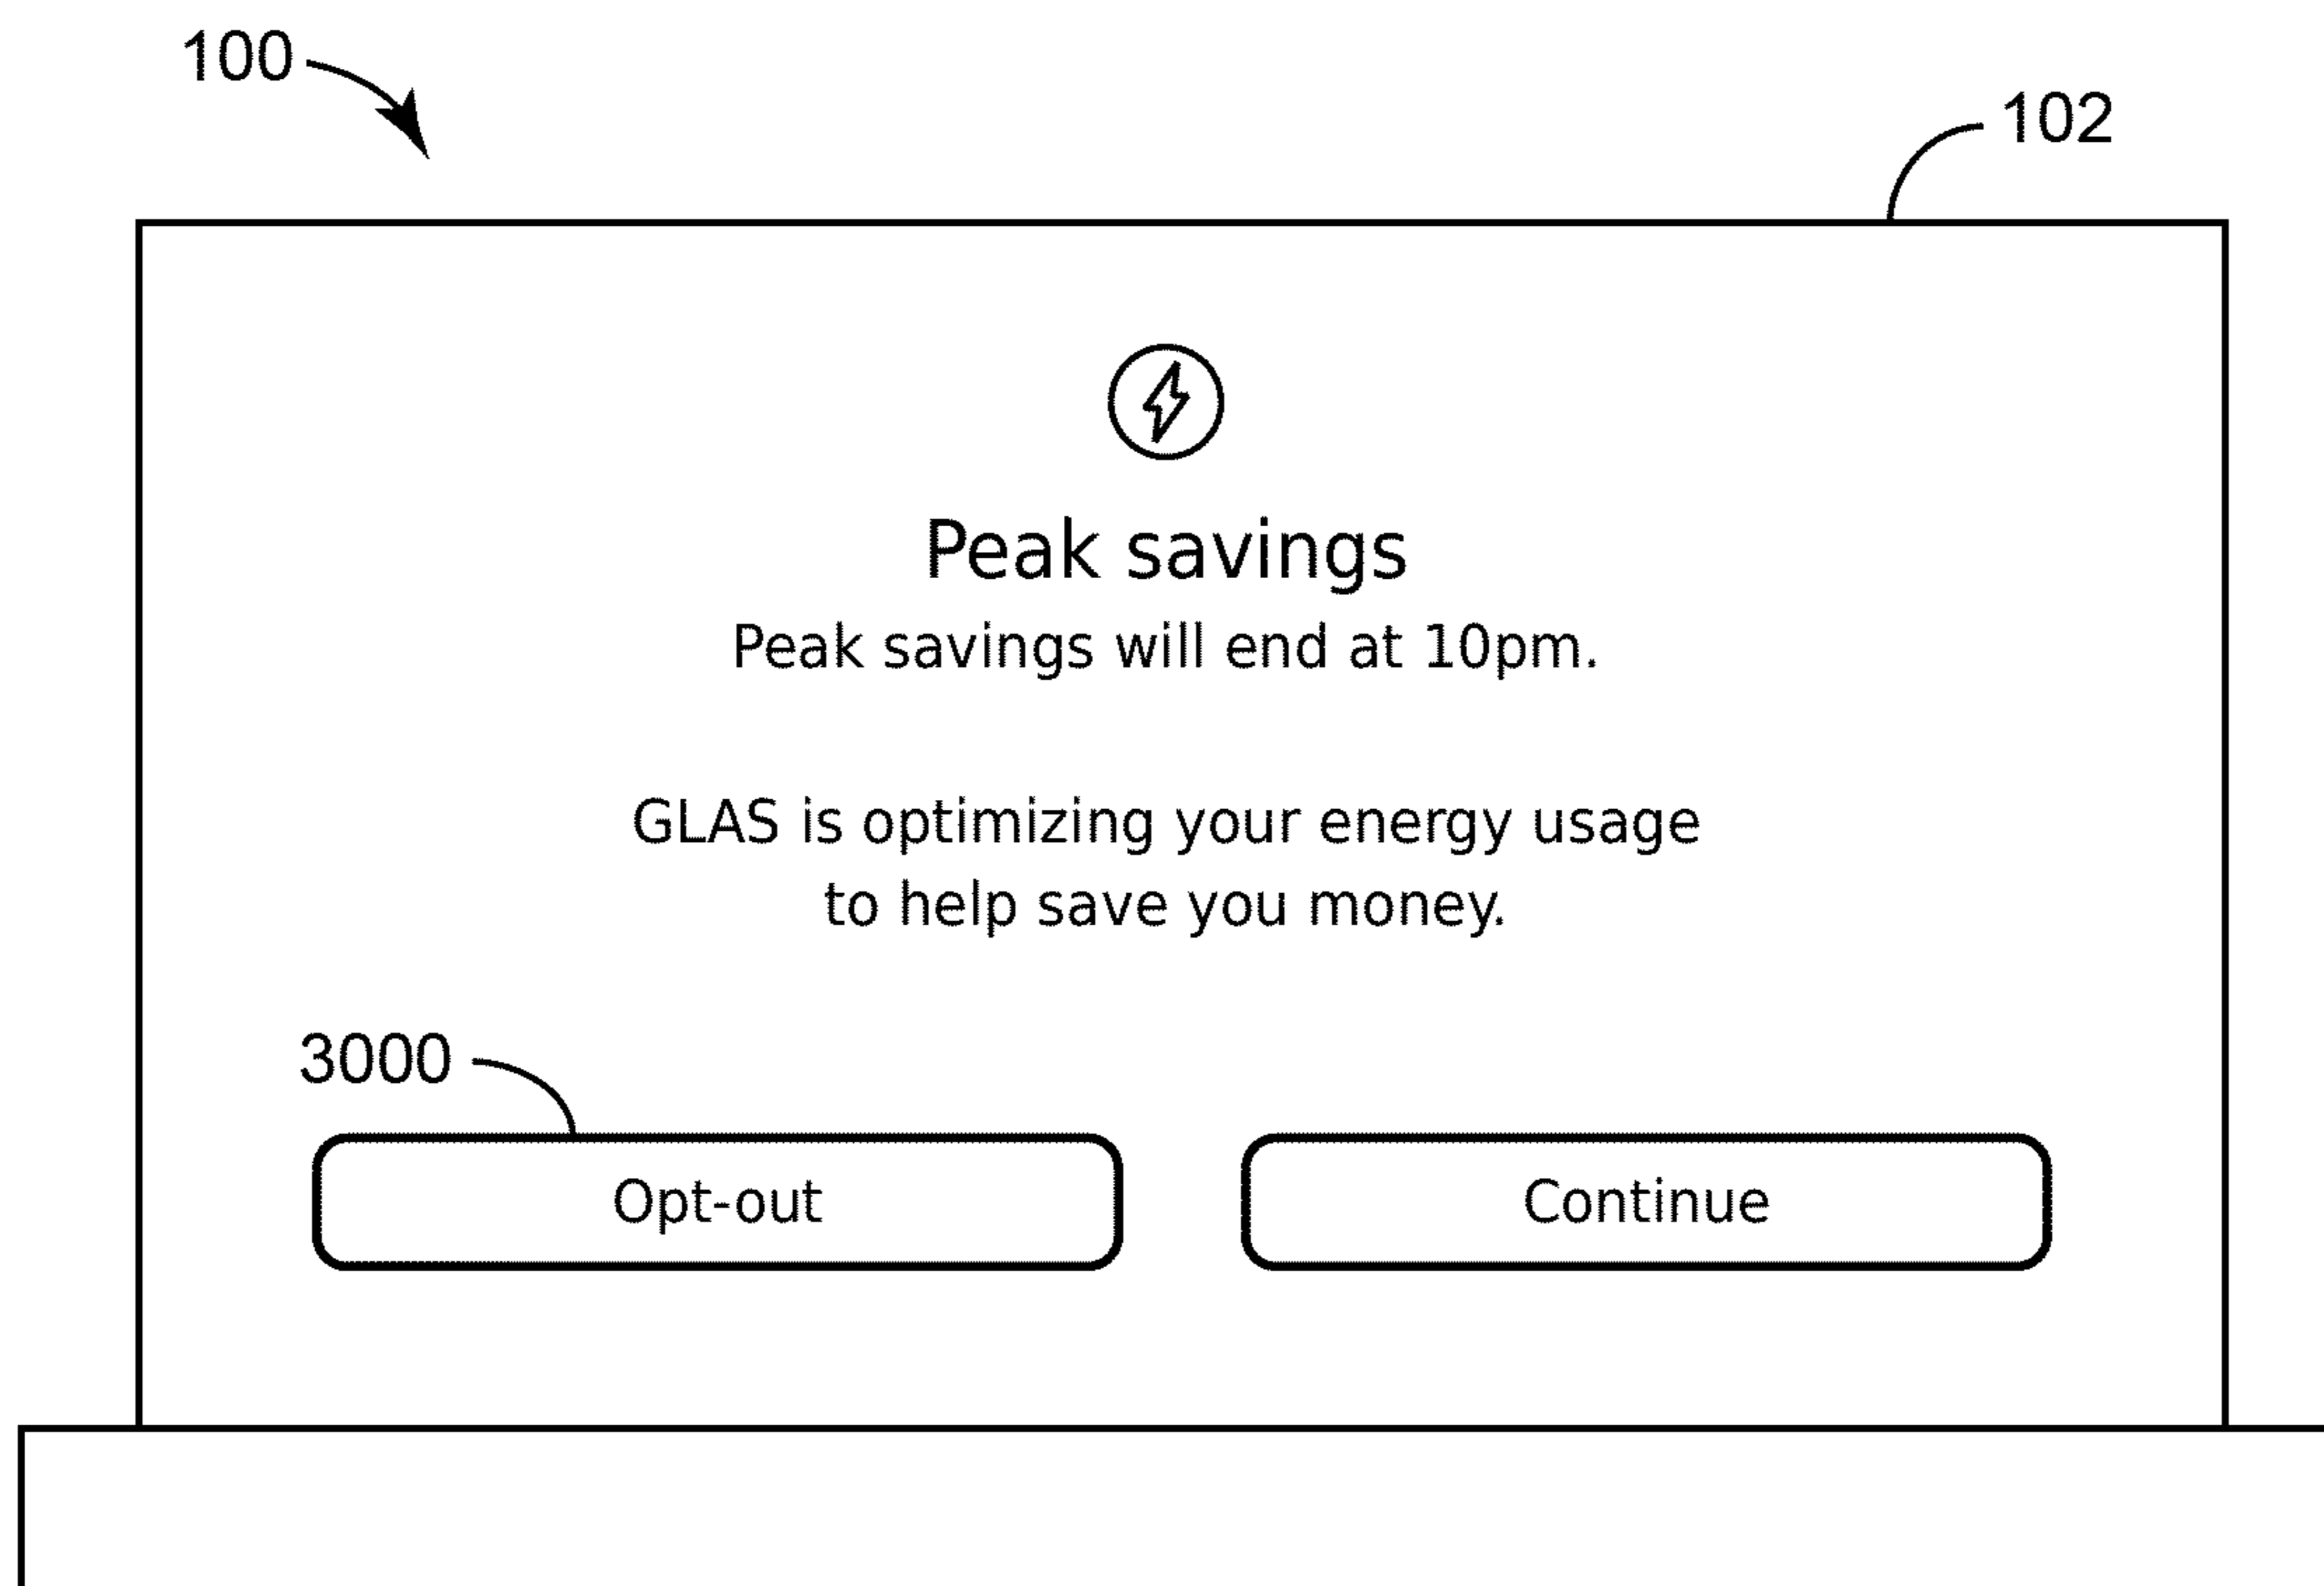 100
102
Peak savings
Peak savings will end at 10pm.
GLAS is optimizing your energy usage
to help save you money.
3000
Opt-out
Continue